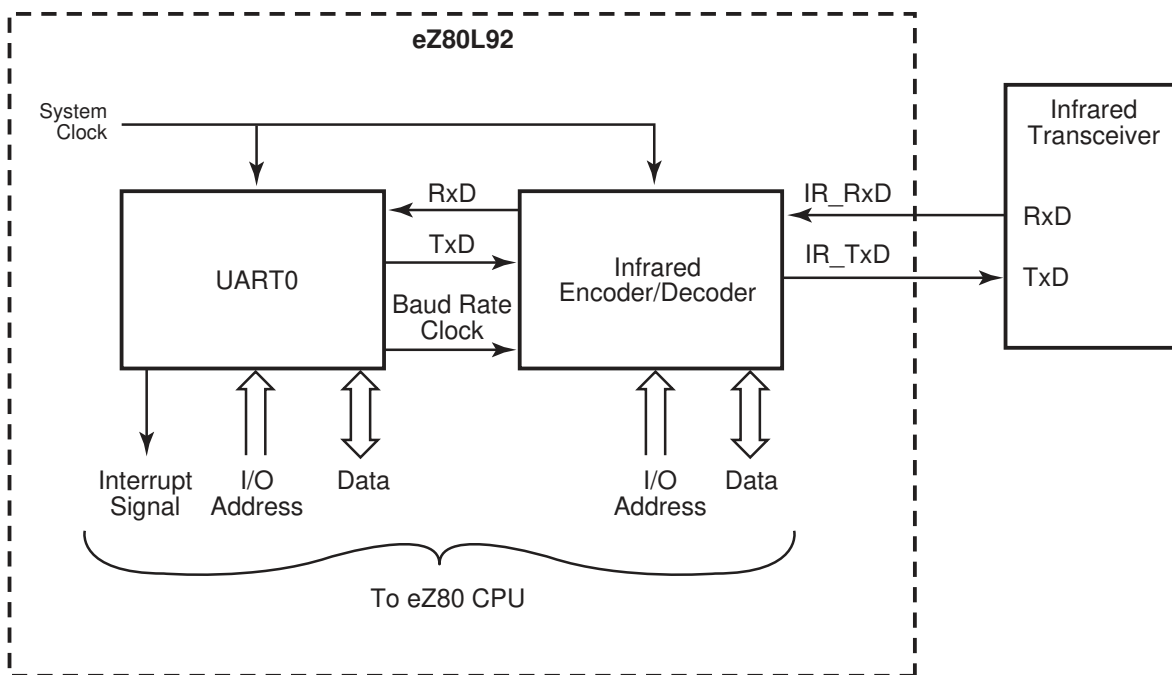 eZ80L92
System
Clock
Infrared
Transceiver
RxD
IR_RxD
RxD
TxD
IR_TxD
TxD
UART0
Infrared
Encoder/Decoder
Baud Rate
Clock
Interrupt
Signal
I/O
Address
Data
I/O
Address
Data
To eZ80 CPU